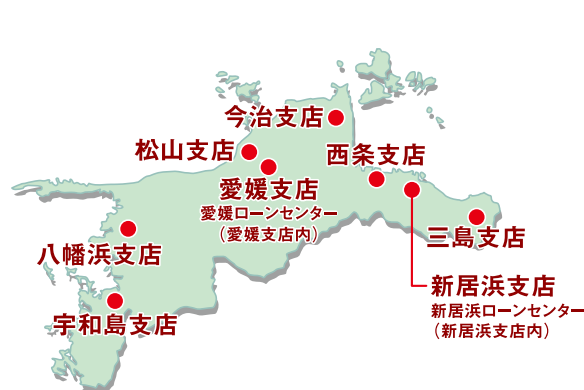 今治支店
松山支店
西条支店
愛媛支店
愛媛ローンセンター
（愛媛支店内）
八幡浜支店
三島支店
新居浜支店
新居浜ローンセンター
（新居浜支店内）
宇和島支店